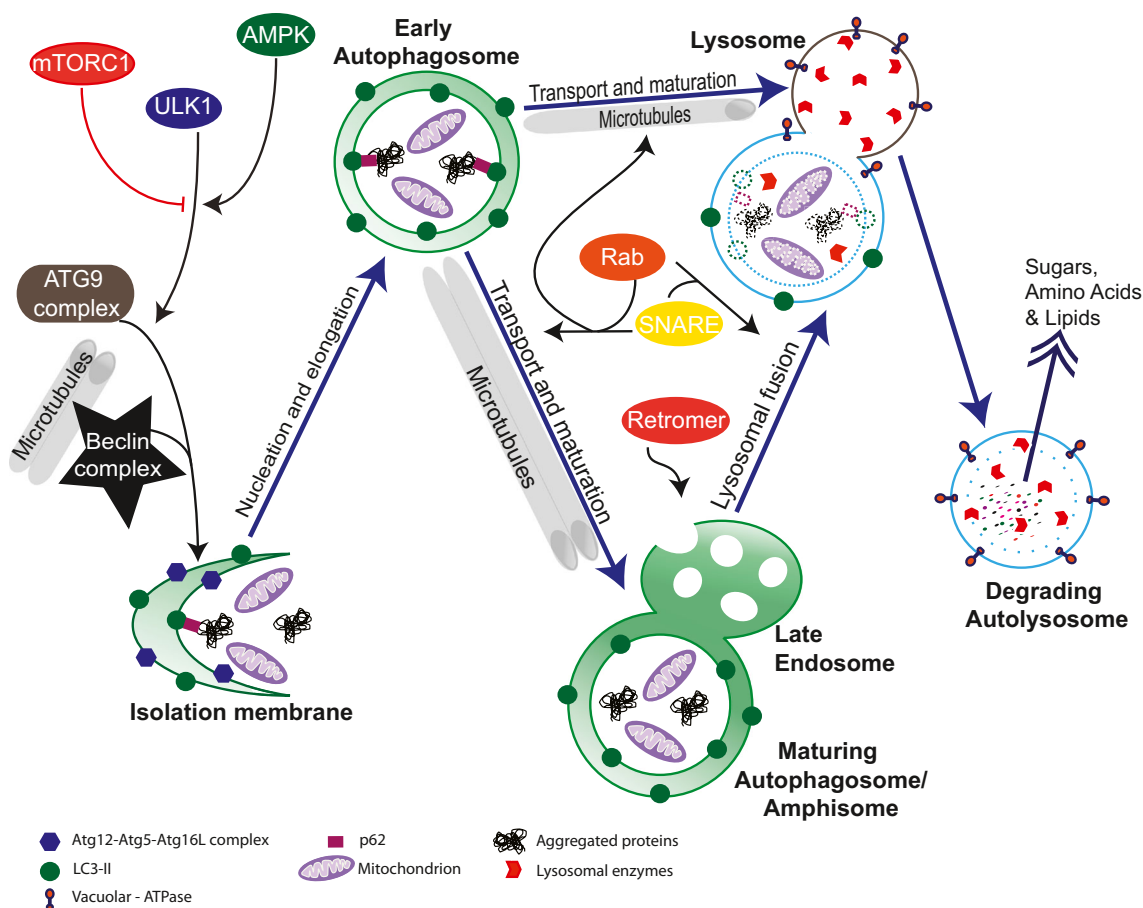 AMPK
mTORC1
ULK1
Early
Autophagosome
Lysosome
Transport and maturation
Microtubules
ATG9
complex
Microtubules
Beclin
complex
Nucleation and elongation
Rab
SNARE
Transport and maturation
Microtubules
Retromer
Lysosomal fusion
Sugars,
Amino Acids
& Lipids
Degrading
Autolysosome
Isolation membrane
Late
Endosome
Maturing
Autophagosome/
Amphisome
Atg12-Atg5-Atg16L complex
p62
Aggregated proteins
LC3-II
Mitochondrion
Lysosomal enzymes
Vacuolar - ATPase